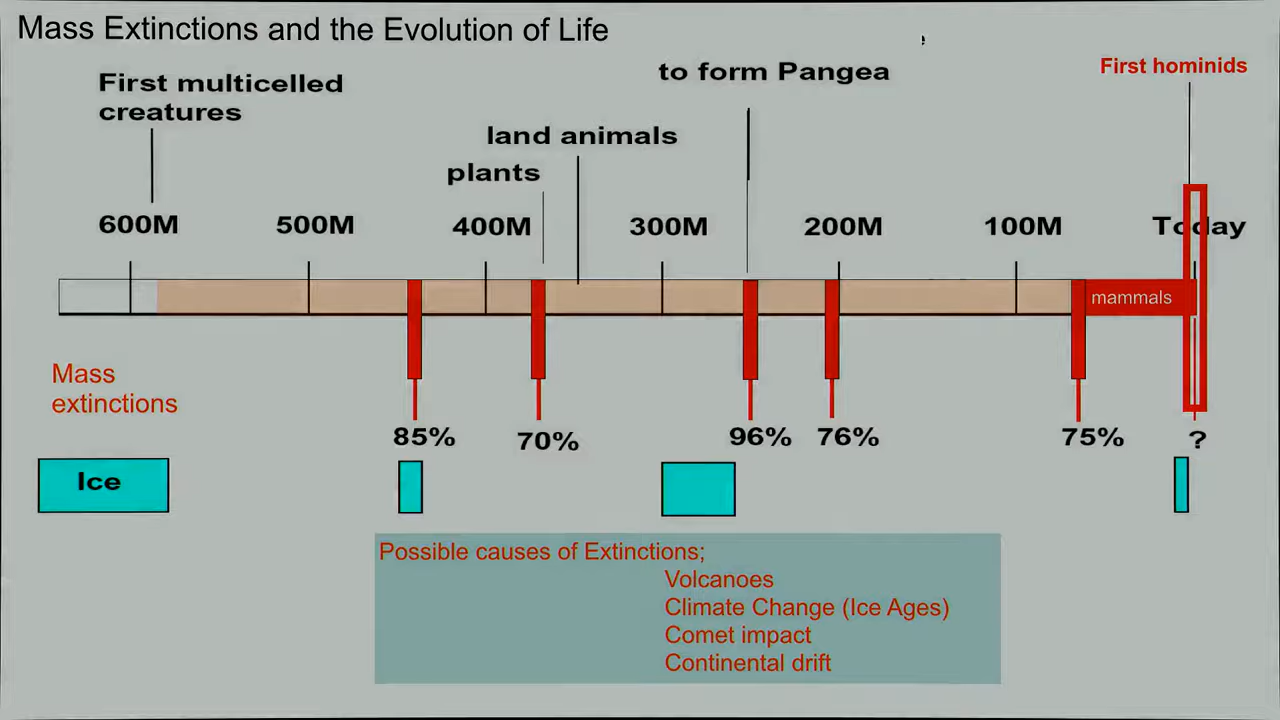 Mass Extinctions and the Evolution of Life
First multicelled
creatures
to form Pangea
First hominids
land animals
plants
600M 500M 400M 300M 200M 100M Today
mammals
Mass
extinctions
85% 70% 96% 76% 75% ?
Ice
Possible causes of Extinctions;
Volcanoes
Climate Change (Ice Ages)
Comet impact
Continental drift